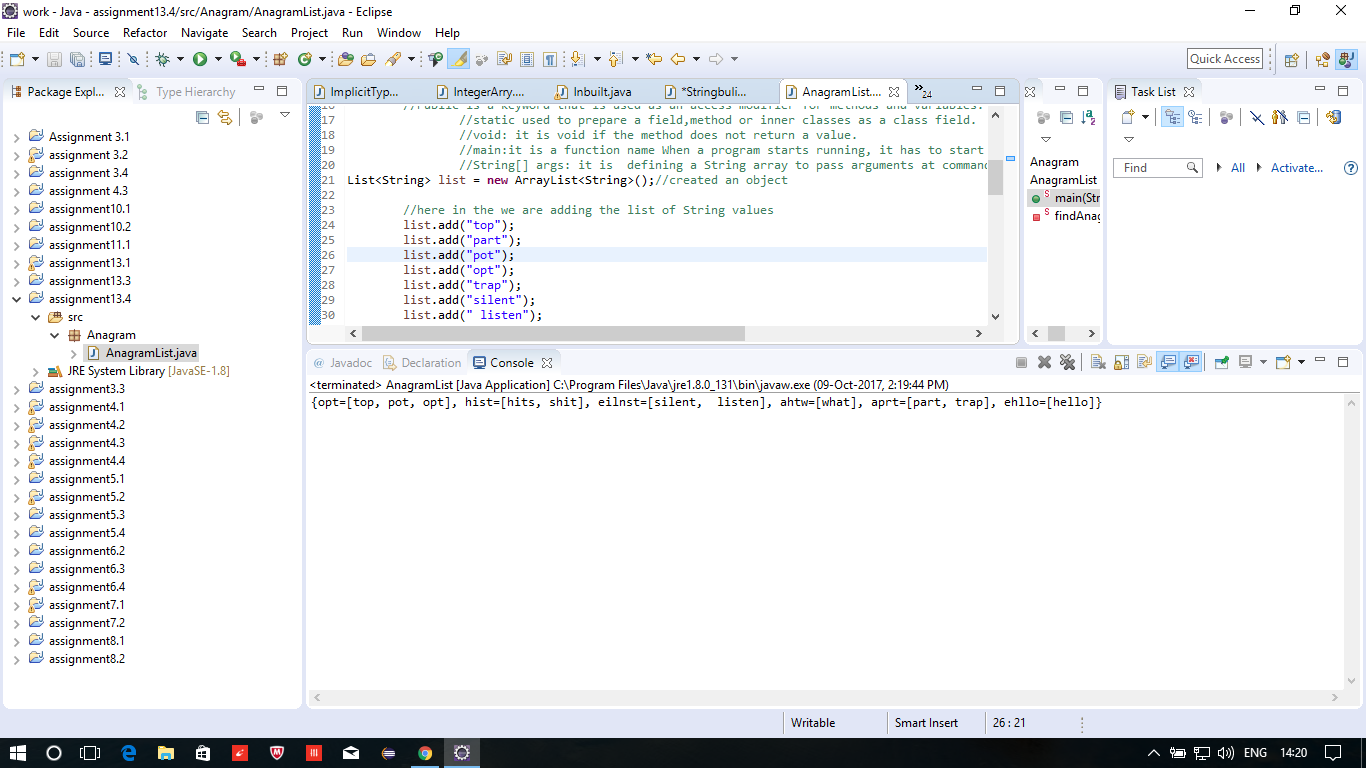 work - Java - assignment13.4/src/Anagram/AnagramList.java - Eclipse
File Edit Source Refactor Navigate Search Project Run Window Help
Quick Access
Package Expl... Type Hierarchy
Assignment 3.1
assignment 3.2
assignment 3.4
assignment 4.3
assignment10.1
assignment10.2
assignment11.1
assignment13.1
assignment13.3
assignment13.4
src
Anagram
AnagramList.java
JRE System Library [JavaSE-1.8]
assignment3.3
assignment4.1
assignment4.2
assignment4.3
assignment4.4
assignment5.1
assignment5.2
assignment5.3
assignment5.4
assignment6.2
assignment6.3
assignment6.4
assignment7.1
assignment7.2
assignment8.1
assignment8.2
ImplicitTyp... IntegerArray.... Inbuilt.java *Stringbuli... AnagramList.... 24
16 //Public is a Keyword that is used as an access modifier for methods and variables.
17 //static used to prepare a field,method or inner classes as a class field.
18 //void: it is void if the method does not return a value.
19 //main:it is a function name When a program starts running, it has to start
20 //String[] args: it is  defining a String array to pass arguments at command
21 List<String> list = new ArrayList<String>();//created an object
22
23 //here in the we are adding the list of String values
24 list.add("top");
25 list.add("part");
26 list.add("pot");
27 list.add("opt");
28 list.add("trap");
29 list.add("silent");
30 list.add(" listen");
Anagram
AnagramList
main(Str
findAnag
Task List
Find All Activate...
Javadoc Declaration Console
<terminated> AnagramList [Java Application] C:\Program Files\Java\jre1.8.0_131\bin\javaw.exe (09-Oct-2017, 2:19:44 PM)
{opt=[top, pot, opt], hist=[hits, shit], eilnst=[silent,  listen], ahtw=[what], aprt=[part, trap], ehllo=[hello]}
Writable Smart Insert 26 : 21
ENG 14:20